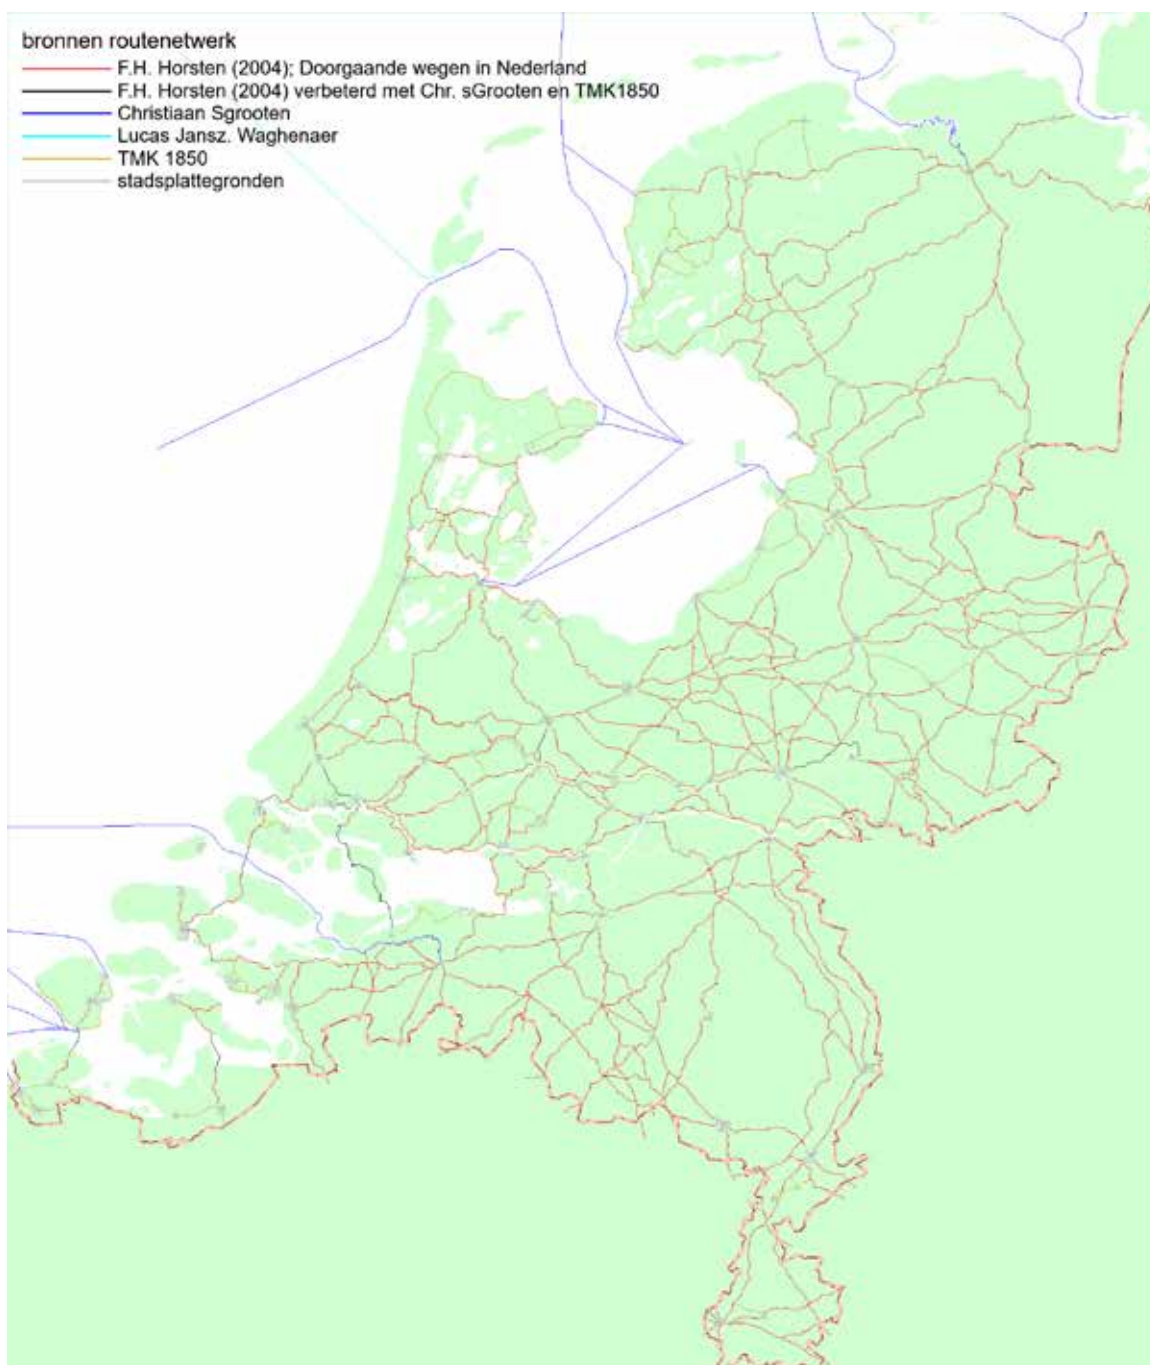 bronnen routenetwerk
F.H. Horsten (2004); Doorgaande wegen in Nederland
F.H. Horsten (2004) verbeterd met Chr. sGrooten en TMK1850
Christiaan Sgrooten
Lucas Jansz. Waghenaer
TMK 1850
stadsplattegronden